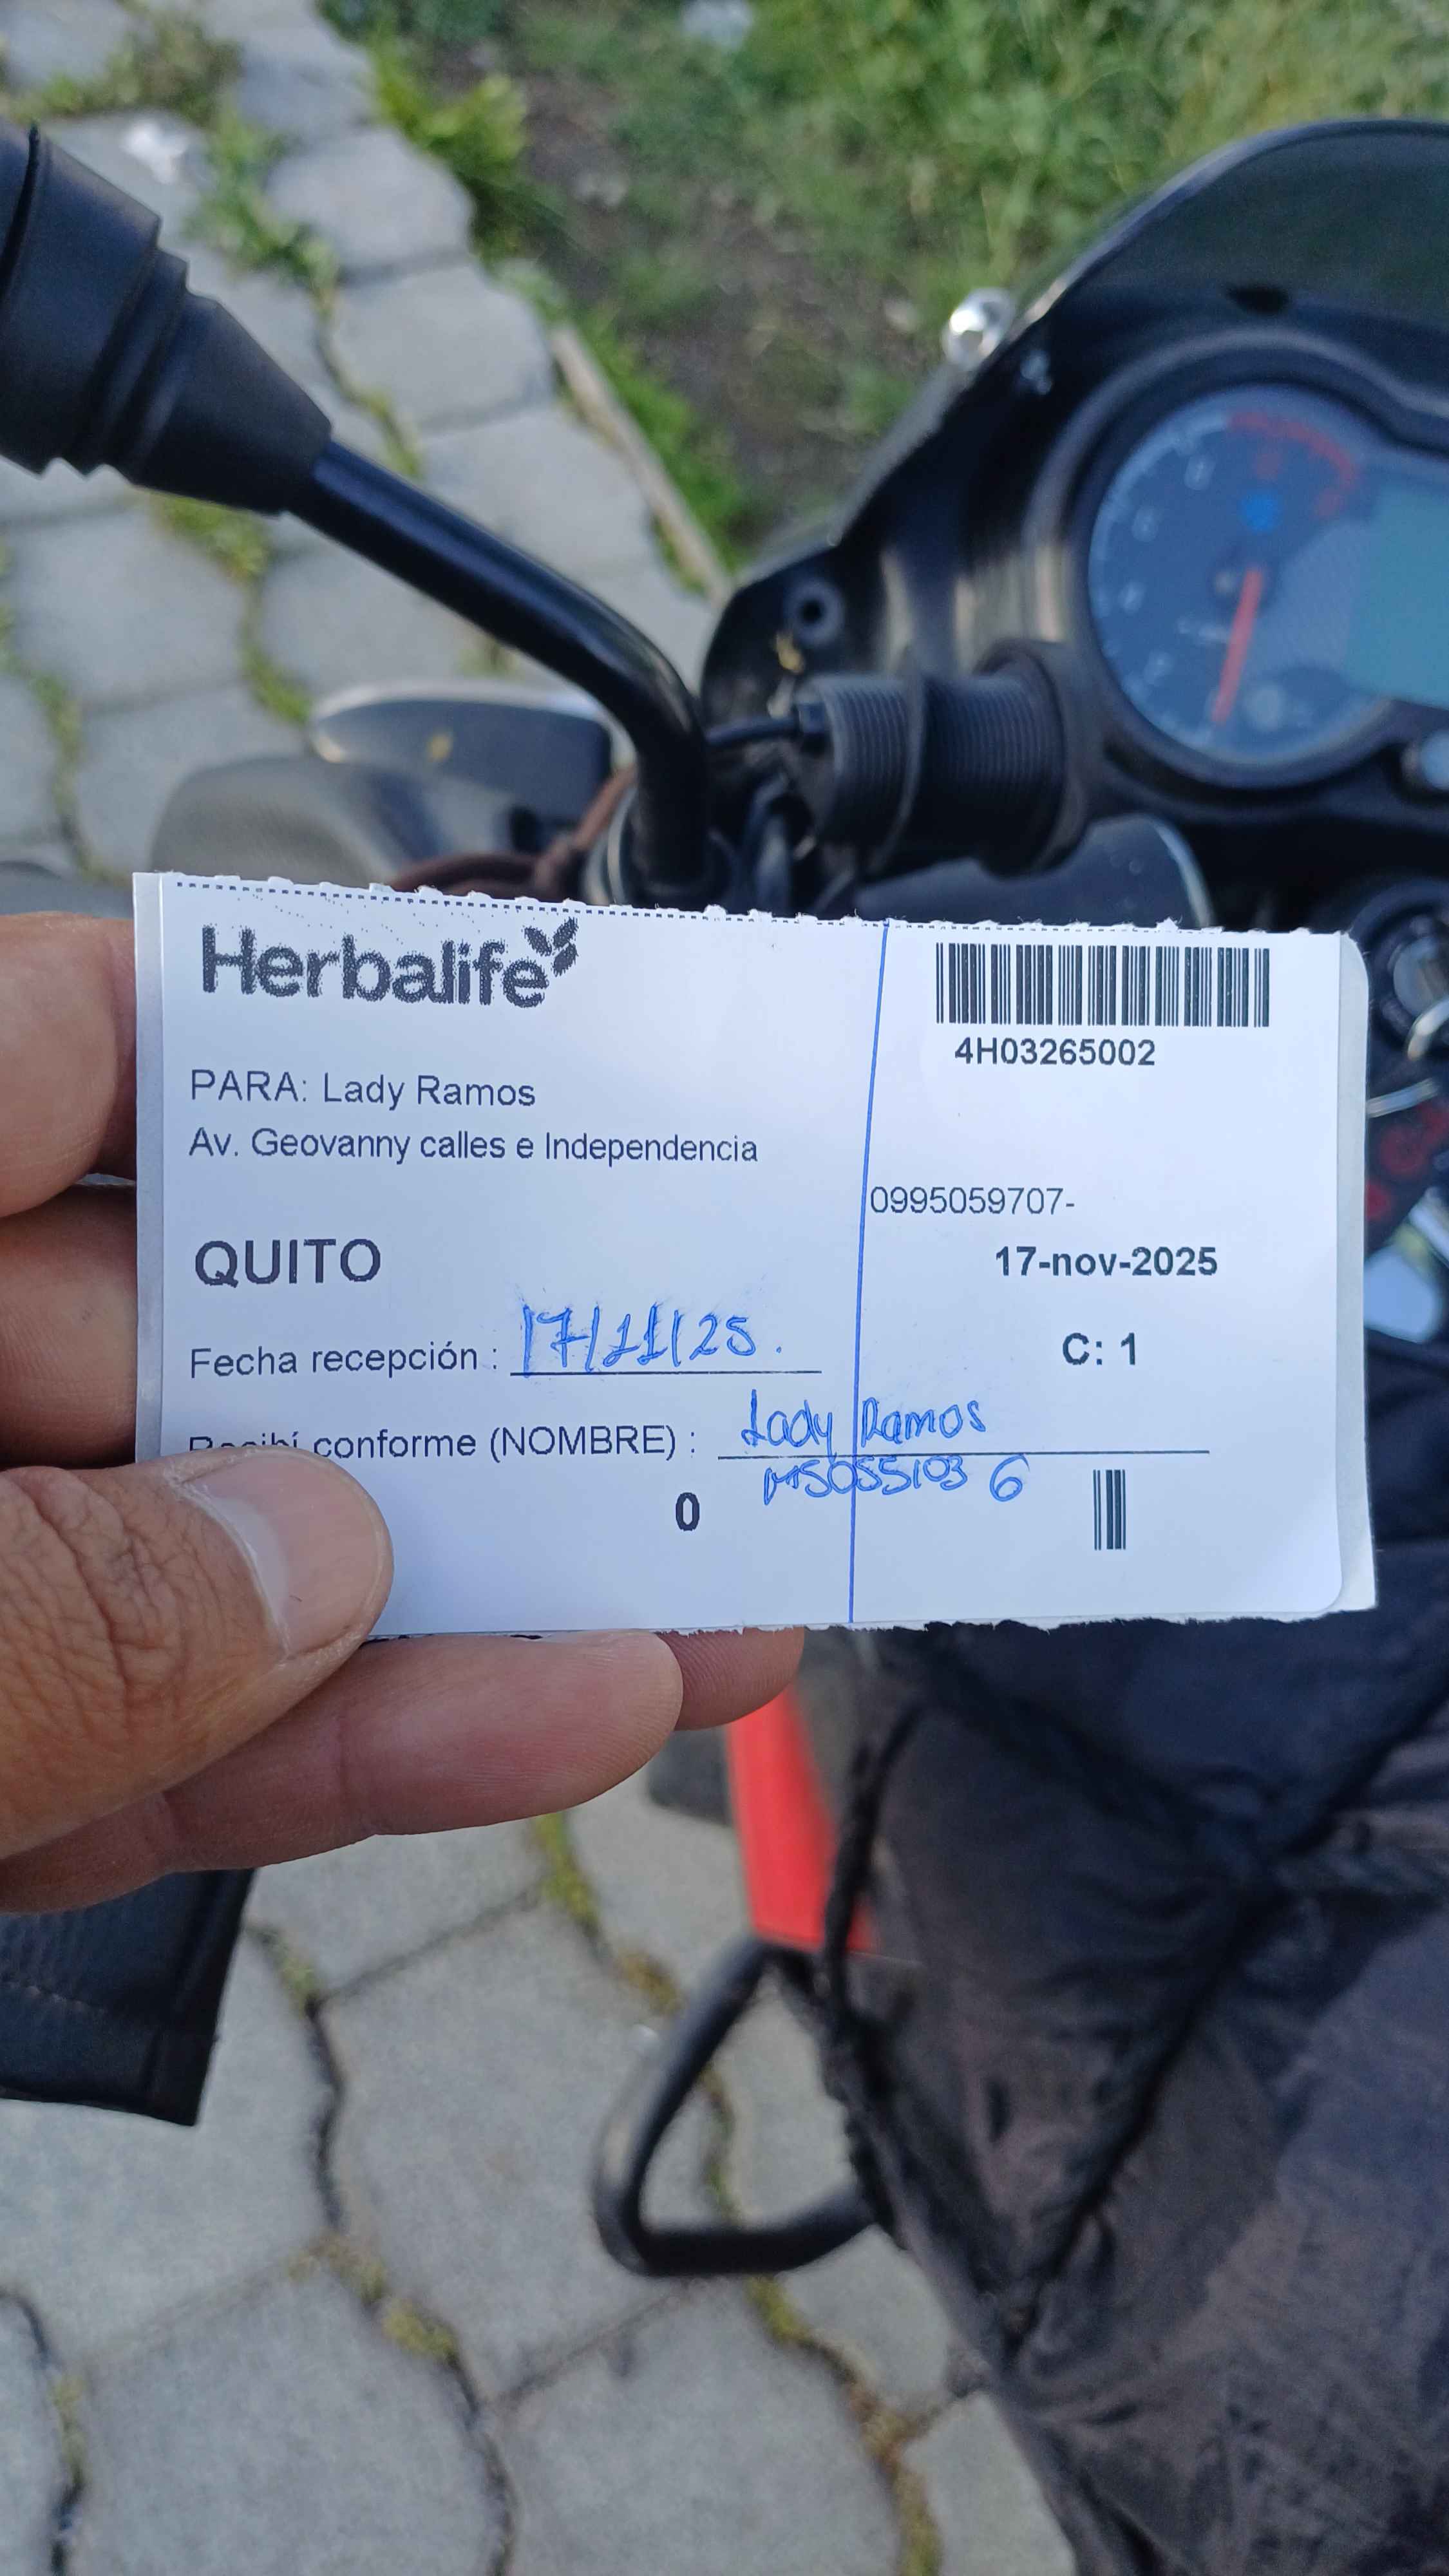 Herbalife
4H03265002
PARA: Lady Ramos
Av. Geovanny calles e Independencia
0995059707-
QUITO
17-nov-2025
Fecha recepción : 17/11/25.
C: 1
Recibí conforme (NOMBRE) : Lady Ramos
0